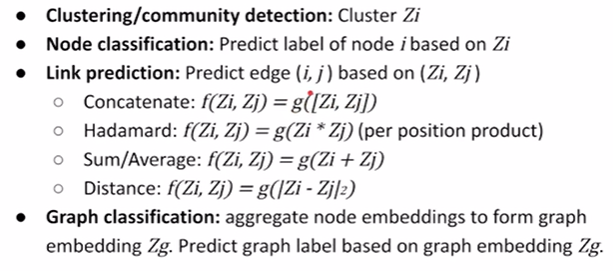 • Clustering/community detection: Cluster Zi
• Node classification: Predict label of node i based on Zi
• Link prediction: Predict edge (i, j) based on (Zi, Zj)
○ Concatenate: f(Zi, Zj) = g([Zi, Zj])
○ Hadamard: f(Zi, Zj) = g(Zi * Zj) (per position product)
○ Sum/Average: f(Zi, Zj) = g(Zi + Zj)
○ Distance: f(Zi, Zj) = g(|Zi - Zj|₂)
• Graph classification: aggregate node embeddings to form graph
embedding Zg. Predict graph label based on graph embedding Zg.